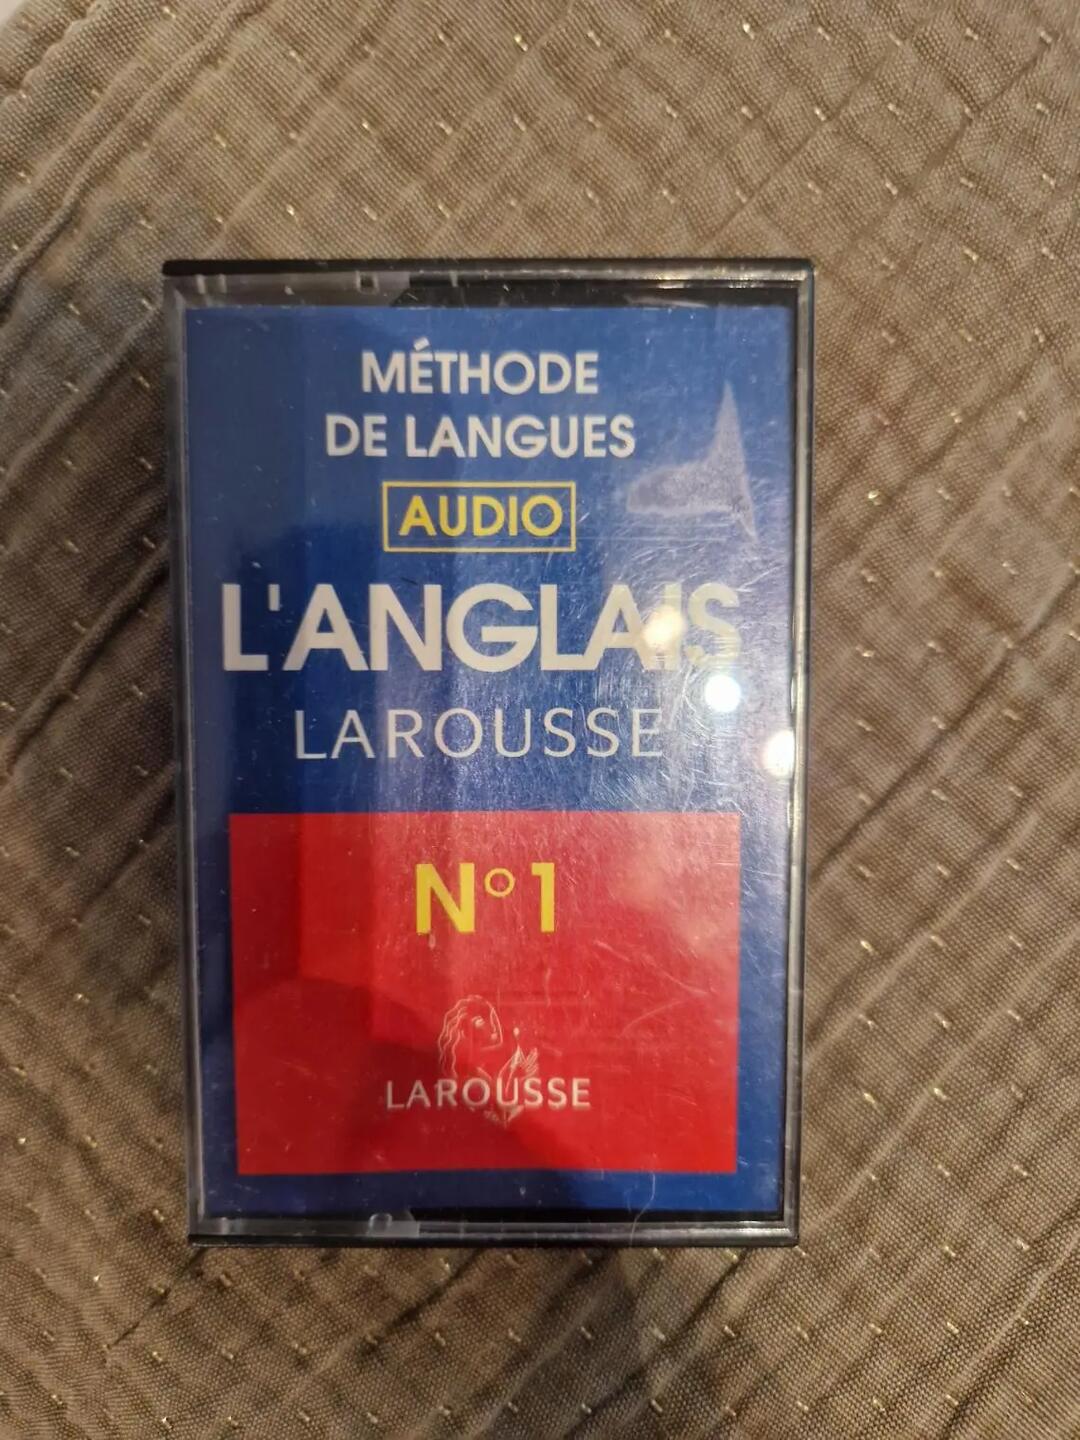 MÉTHODE
DE LANGUES
AUDIO
L'ANGLAIS
LAROUSSE
N°1
LAROUSSE